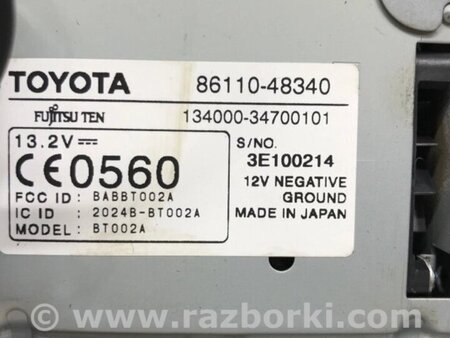 TOYOTA 86110-48340
FUJITSU TEN 134000-34700101
13.2V S/NO.
CE0560 3E100214
12V NEGATIVE
FCC ID : BABBT002A GROUND
IC ID : 2024B-BT002A MADE IN JAPAN
MODEL : BT002A
www.razborki.com